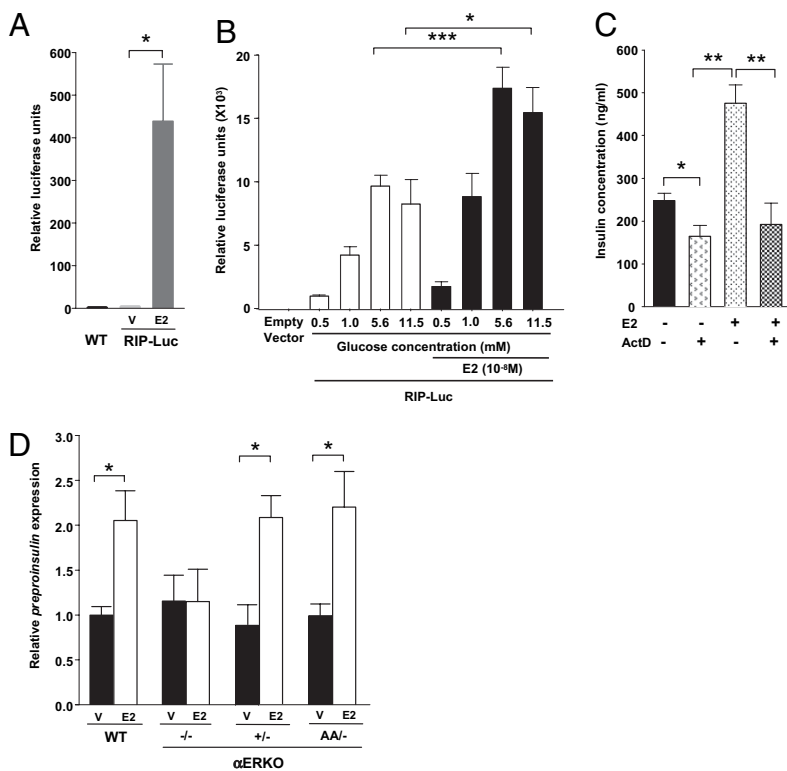 A
*
Relative luciferase units
600
500
400
300
200
100
0
V E2
WT RIP-Luc
B
*
***
Relative luciferase units (X10³)
20
15
10
5
0
Empty Vector
0.5 1.0 5.6 11.5 0.5 1.0 5.6 11.5
Glucose concentration (mM)
E2 (10⁻⁸M)
RIP-Luc
C
** **
*
Insulin concentration (ng/ml)
600
500
400
300
200
100
0
E2 - - + +
ActD - + - +
D
* * *
Relative preproinsulin expression
3.0
2.5
2.0
1.5
1.0
0.5
0.0
V E2 V E2 V E2 V E2
WT -/- +/- AA/-
αERKO